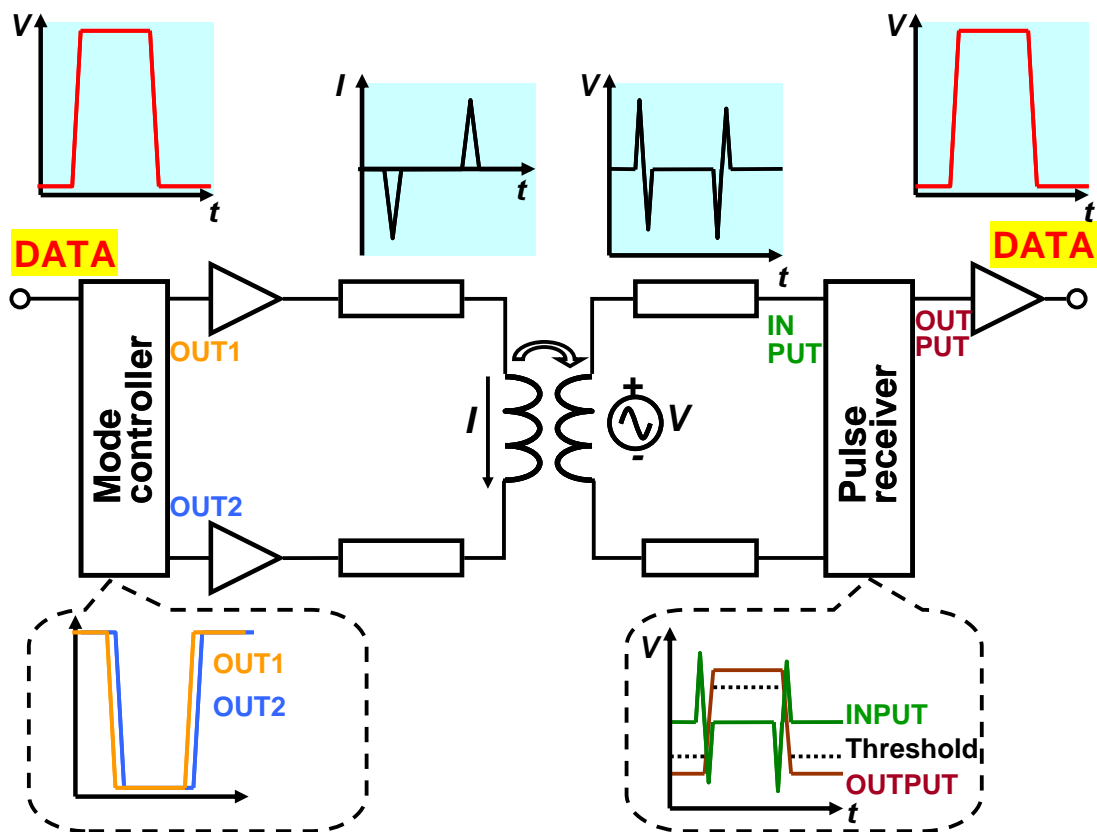 V
t
I
t
V
t
V
t
DATA
DATA
Mode
controller
OUT1
OUT2
I
+
V
-
IN
PUT
Pulse
receiver
OUT
PUT
OUT1
OUT2
V
INPUT
Threshold
OUTPUT
t